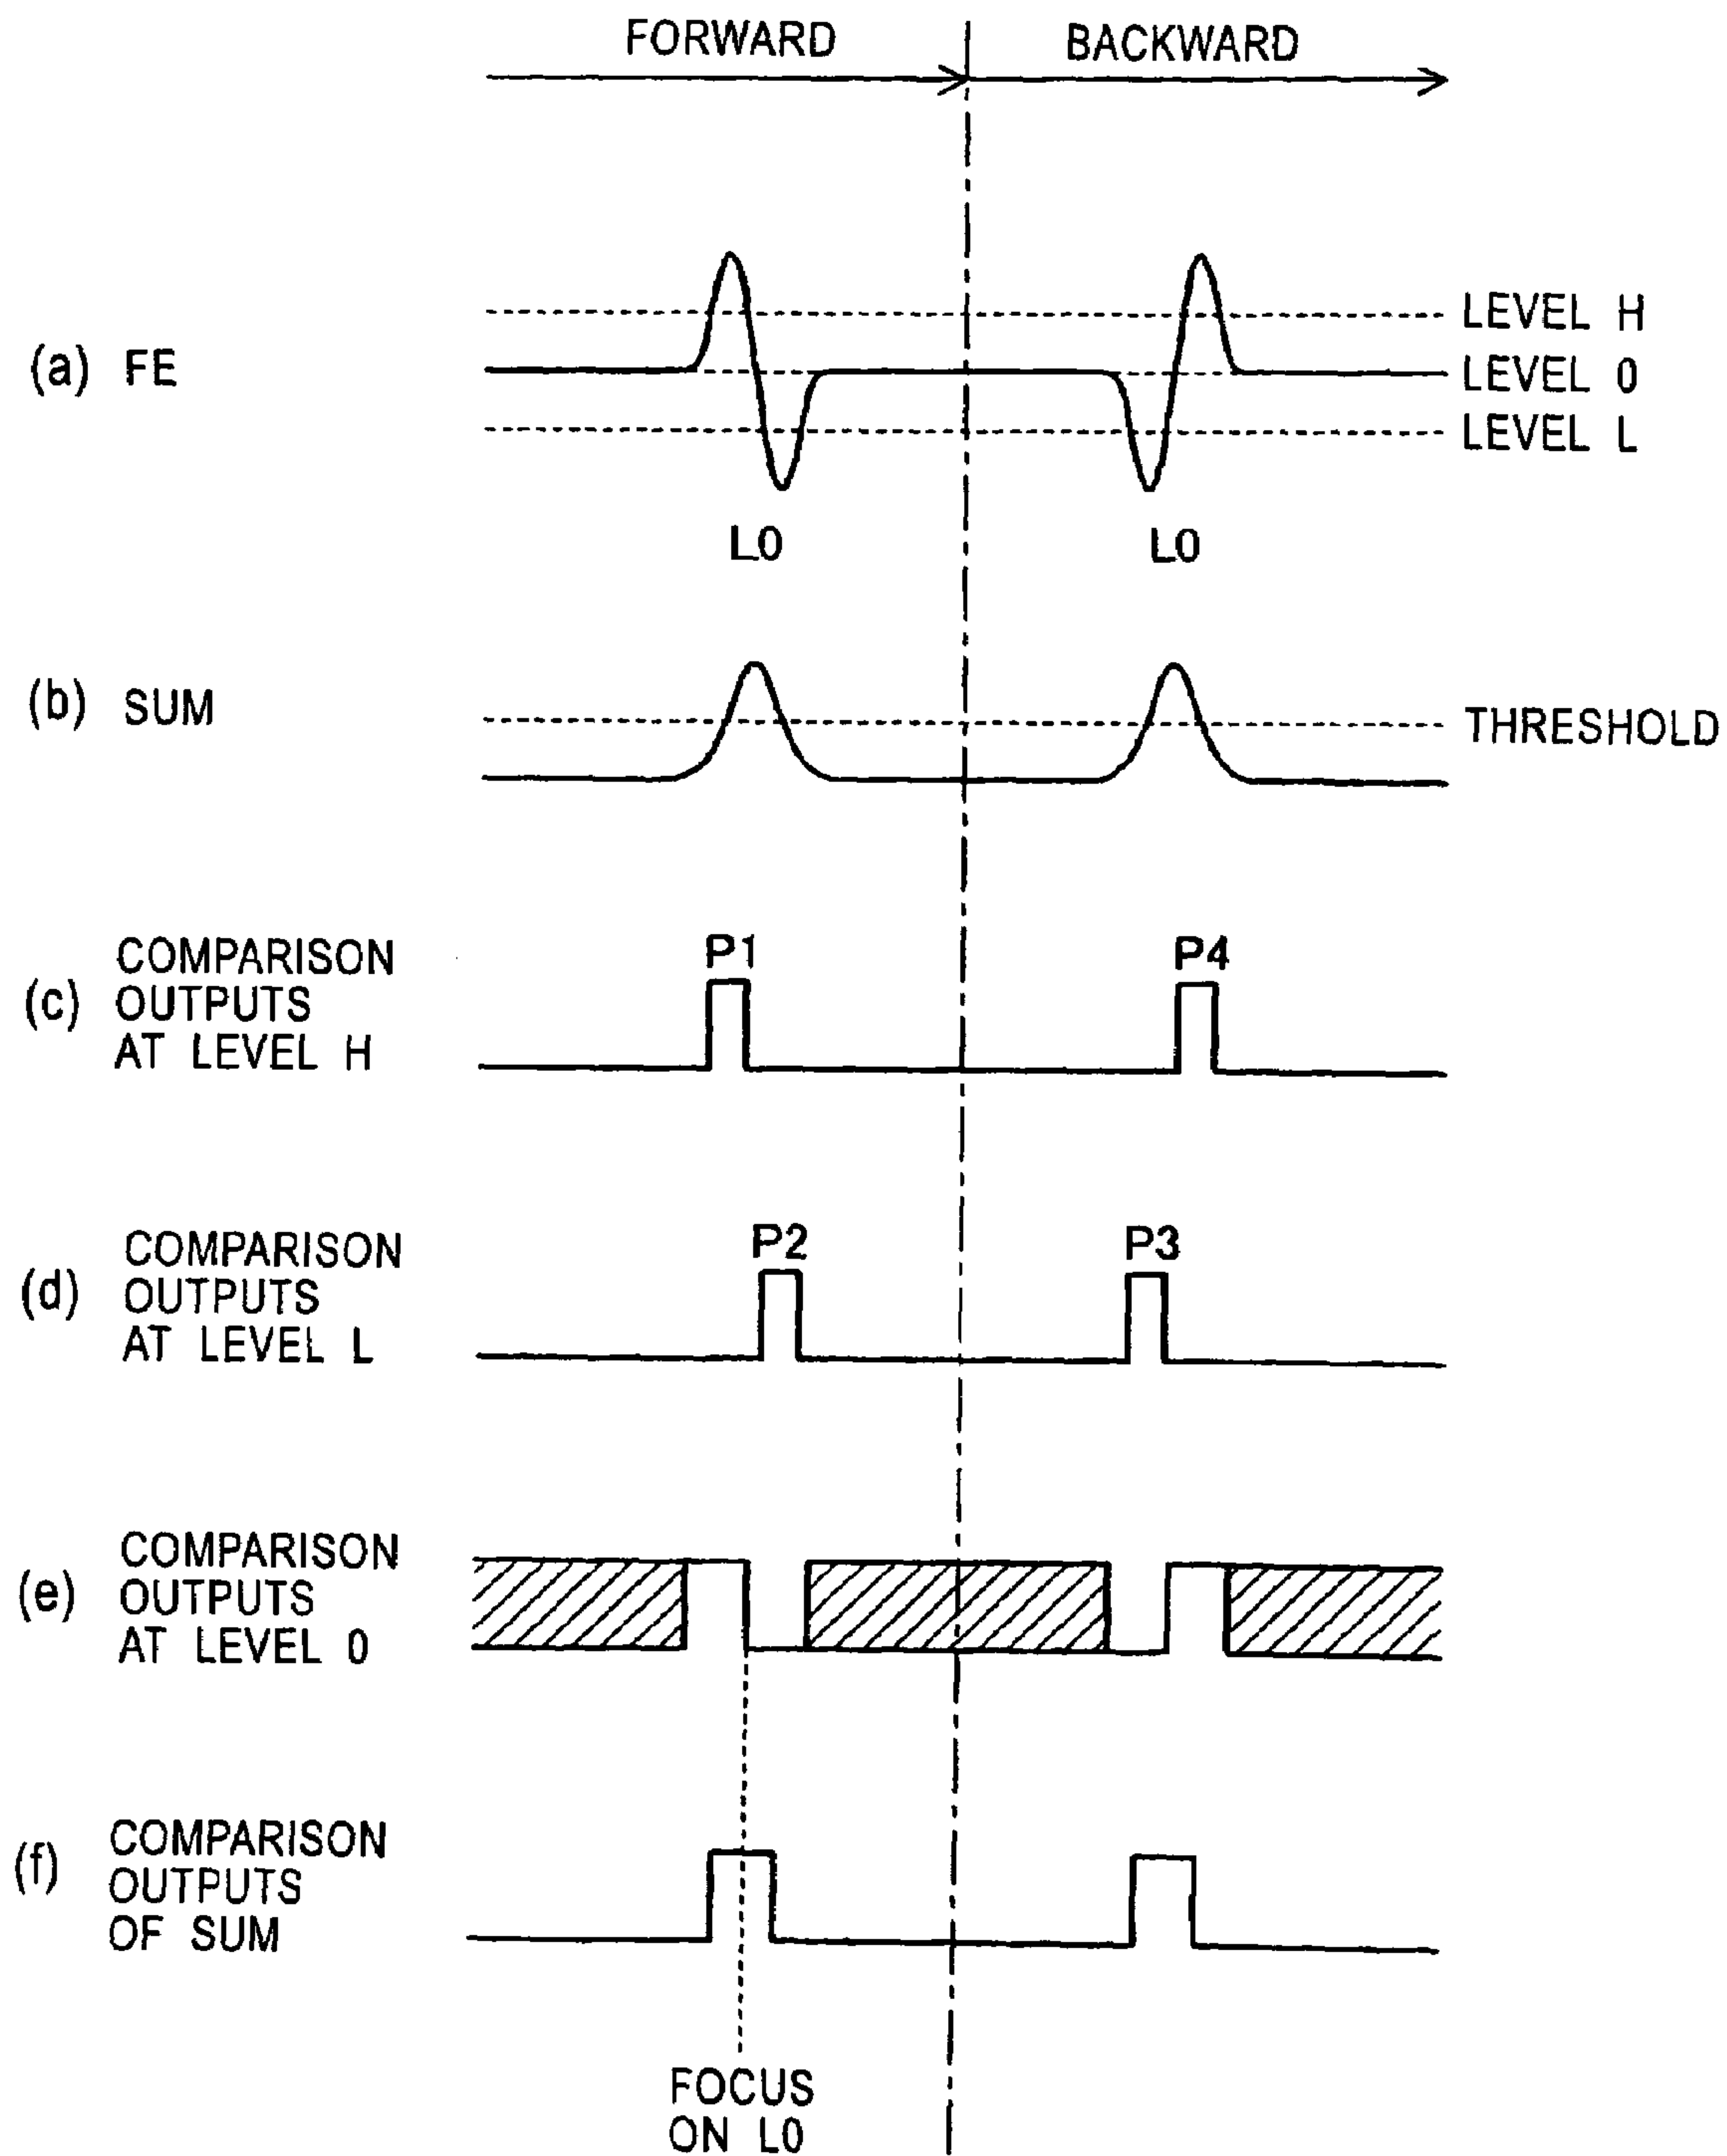 FORWARD BACKWARD
LEVEL H
(a) FE LEVEL 0
LEVEL L
L0 L0
(b) SUM THRESHOLD
P1 P4
COMPARISON
(c) OUTPUTS
AT LEVEL H
P2 P3
COMPARISON
(d) OUTPUTS
AT LEVEL L
COMPARISON
(e) OUTPUTS
AT LEVEL 0
COMPARISON
(f) OUTPUTS
OF SUM
FOCUS
ON L0